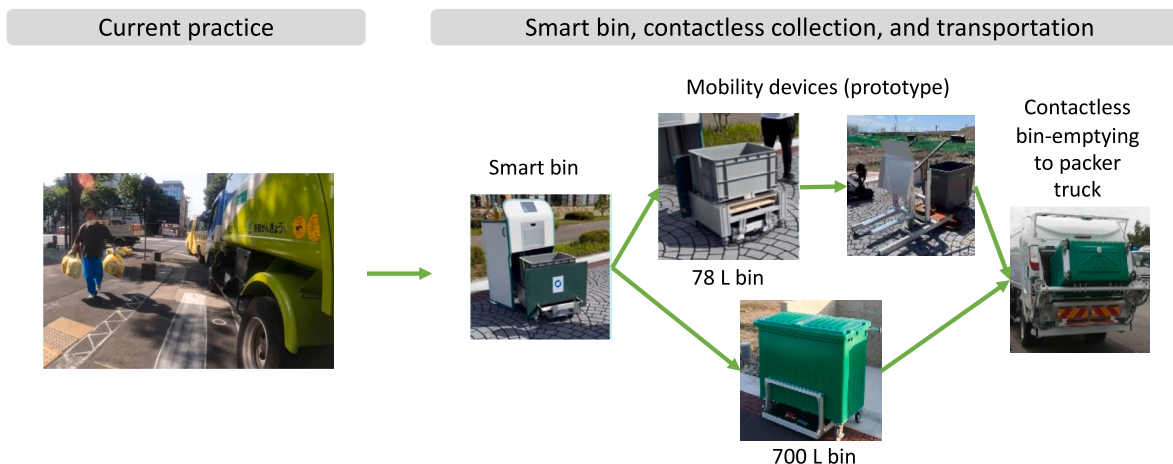 Current practice
Smart bin, contactless collection, and transportation
Mobility devices (prototype)
Smart bin
Contactless
bin-emptying
to packer
truck
78 L bin
700 L bin